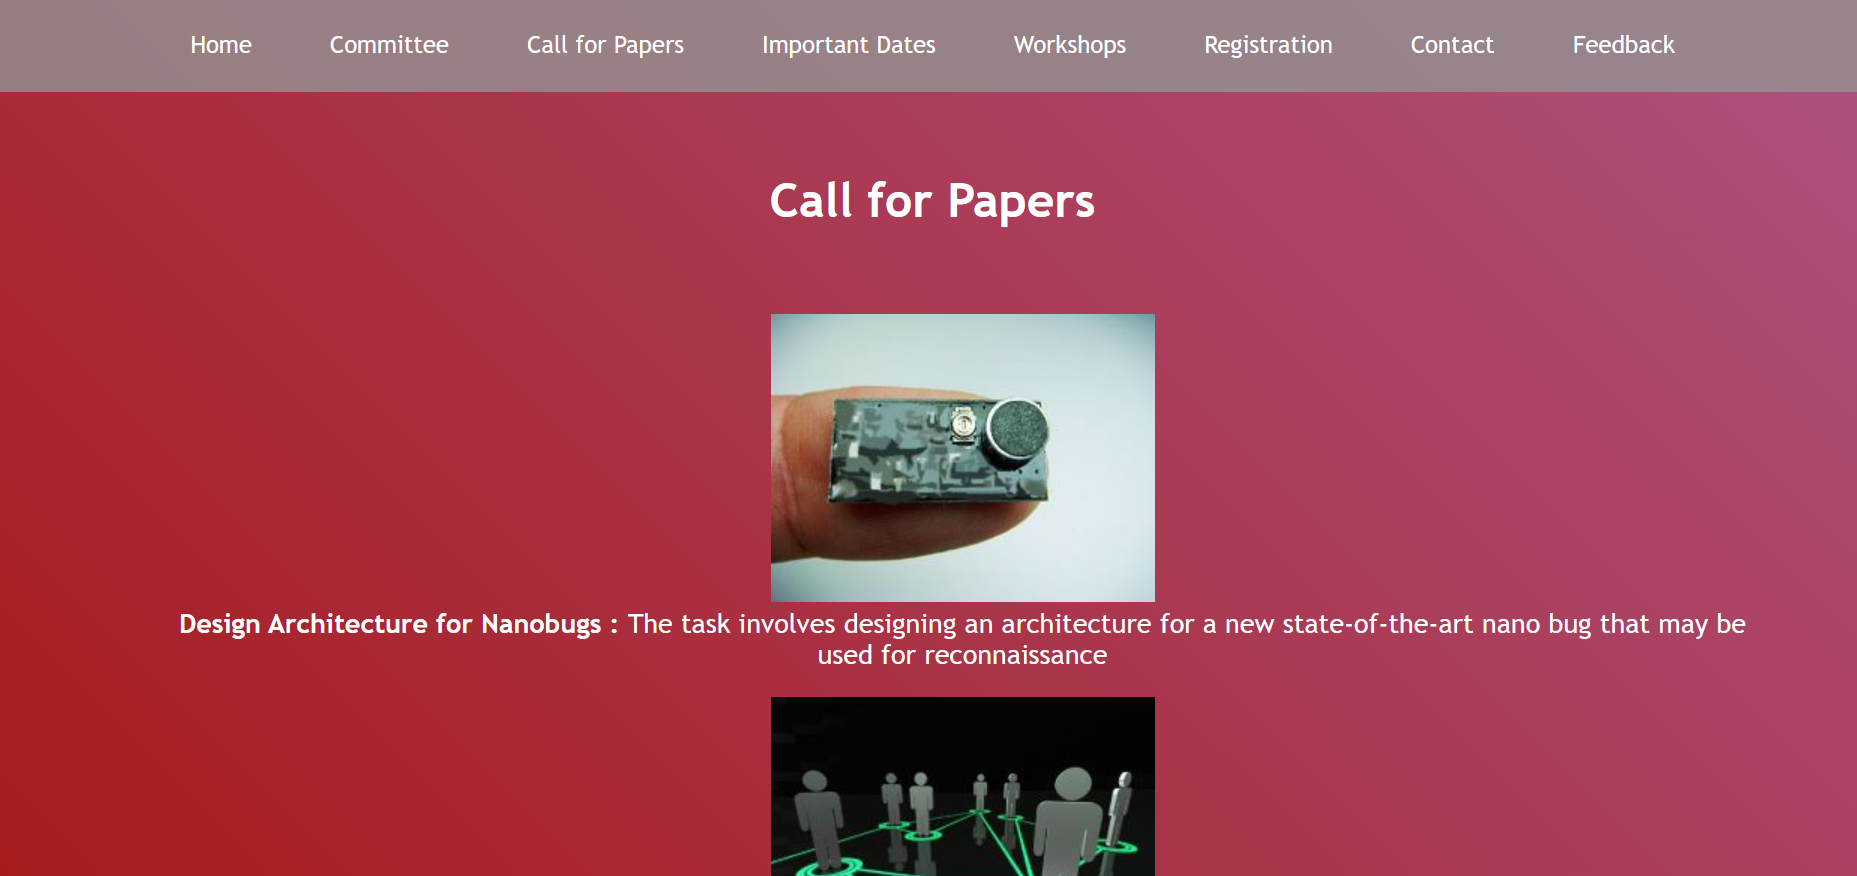 Home Committee Call for Papers Important Dates Workshops Registration Contact Feedback
Call for Papers
Design Architecture for Nanobugs : The task involves designing an architecture for a new state-of-the-art nano bug that may be
used for reconnaissance